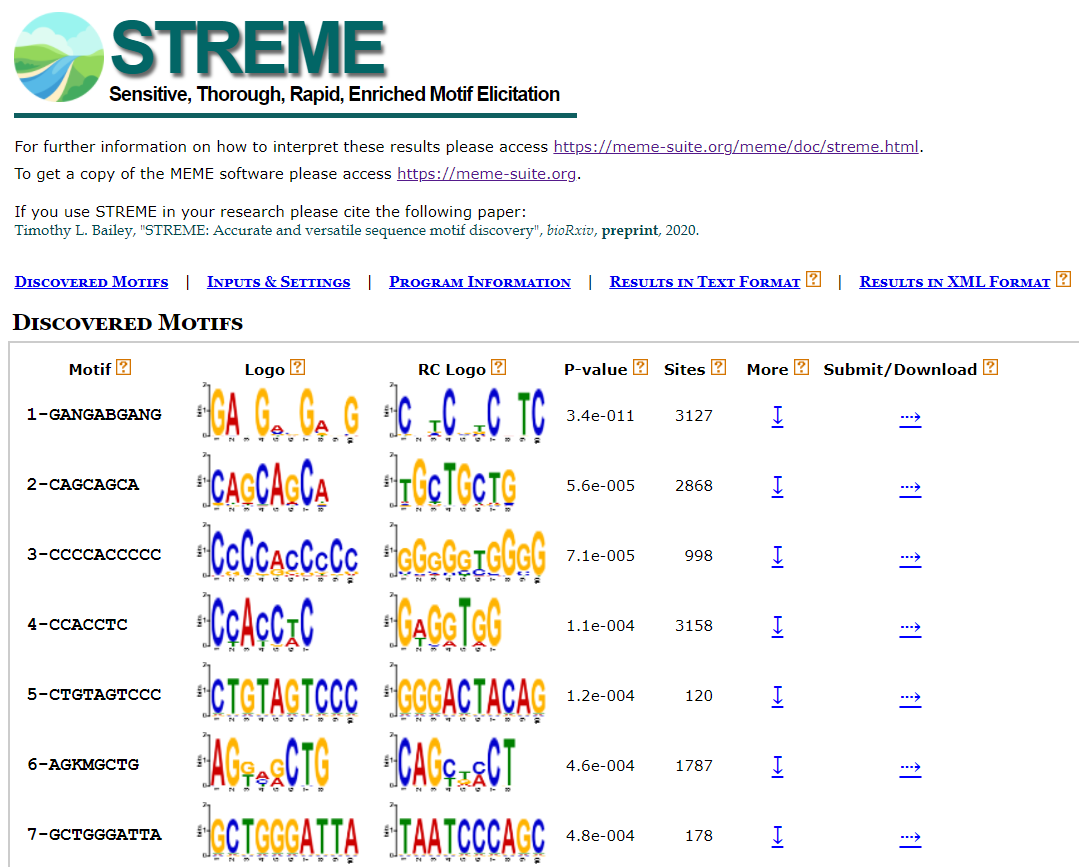 STREME
Sensitive, Thorough, Rapid, Enriched Motif Elicitation
For further information on how to interpret these results please access https://meme-suite.org/meme/doc/streme.html.
To get a copy of the MEME software please access https://meme-suite.org.
If you use STREME in your research please cite the following paper:
Timothy L. Bailey, "STREME: Accurate and versatile sequence motif discovery", bioRxiv, preprint, 2020.
Discovered Motifs | Inputs & Settings | Program Information | Results in Text Format ? | Results in XML Format ?
Discovered Motifs
Motif ? Logo ? RC Logo ? P-value ? Sites ? More ? Submit/Download ?
1-GANGABGANG 3.4e-011 3127 ↧ ⇢
2-CAGCAGCA 5.6e-005 2868 ↧ ⇢
3-CCCCACCCCC 7.1e-005 998 ↧ ⇢
4-CCACCTC 1.1e-004 3158 ↧ ⇢
5-CTGTAGTCCC CTGTAGTCCC GGGACTACAG 1.2e-004 120 ↧ ⇢
6-AGKMGCTG 4.6e-004 1787 ↧ ⇢
7-GCTGGGATTA GCTGGGATTA TAATCCCAGC 4.8e-004 178 ↧ ⇢